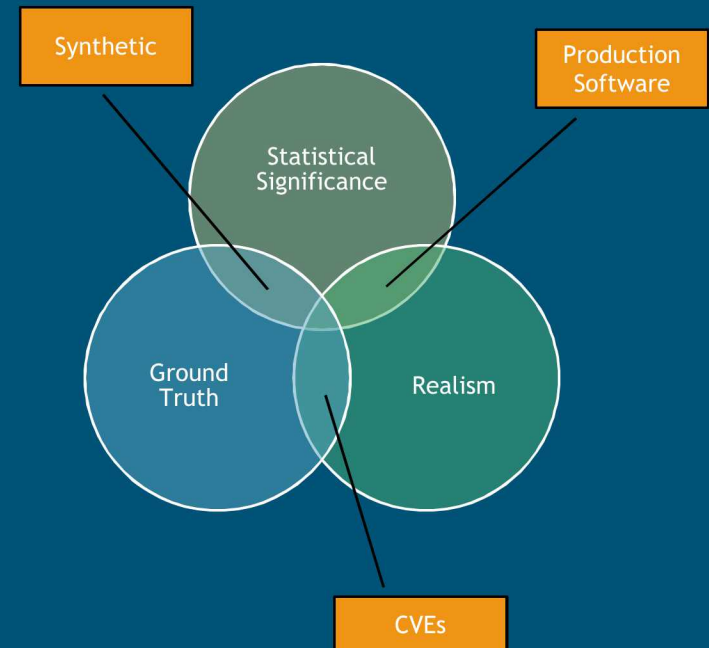 Synthetic
Production
Software
Statistical
Significance
Ground
Truth
Realism
CVEs